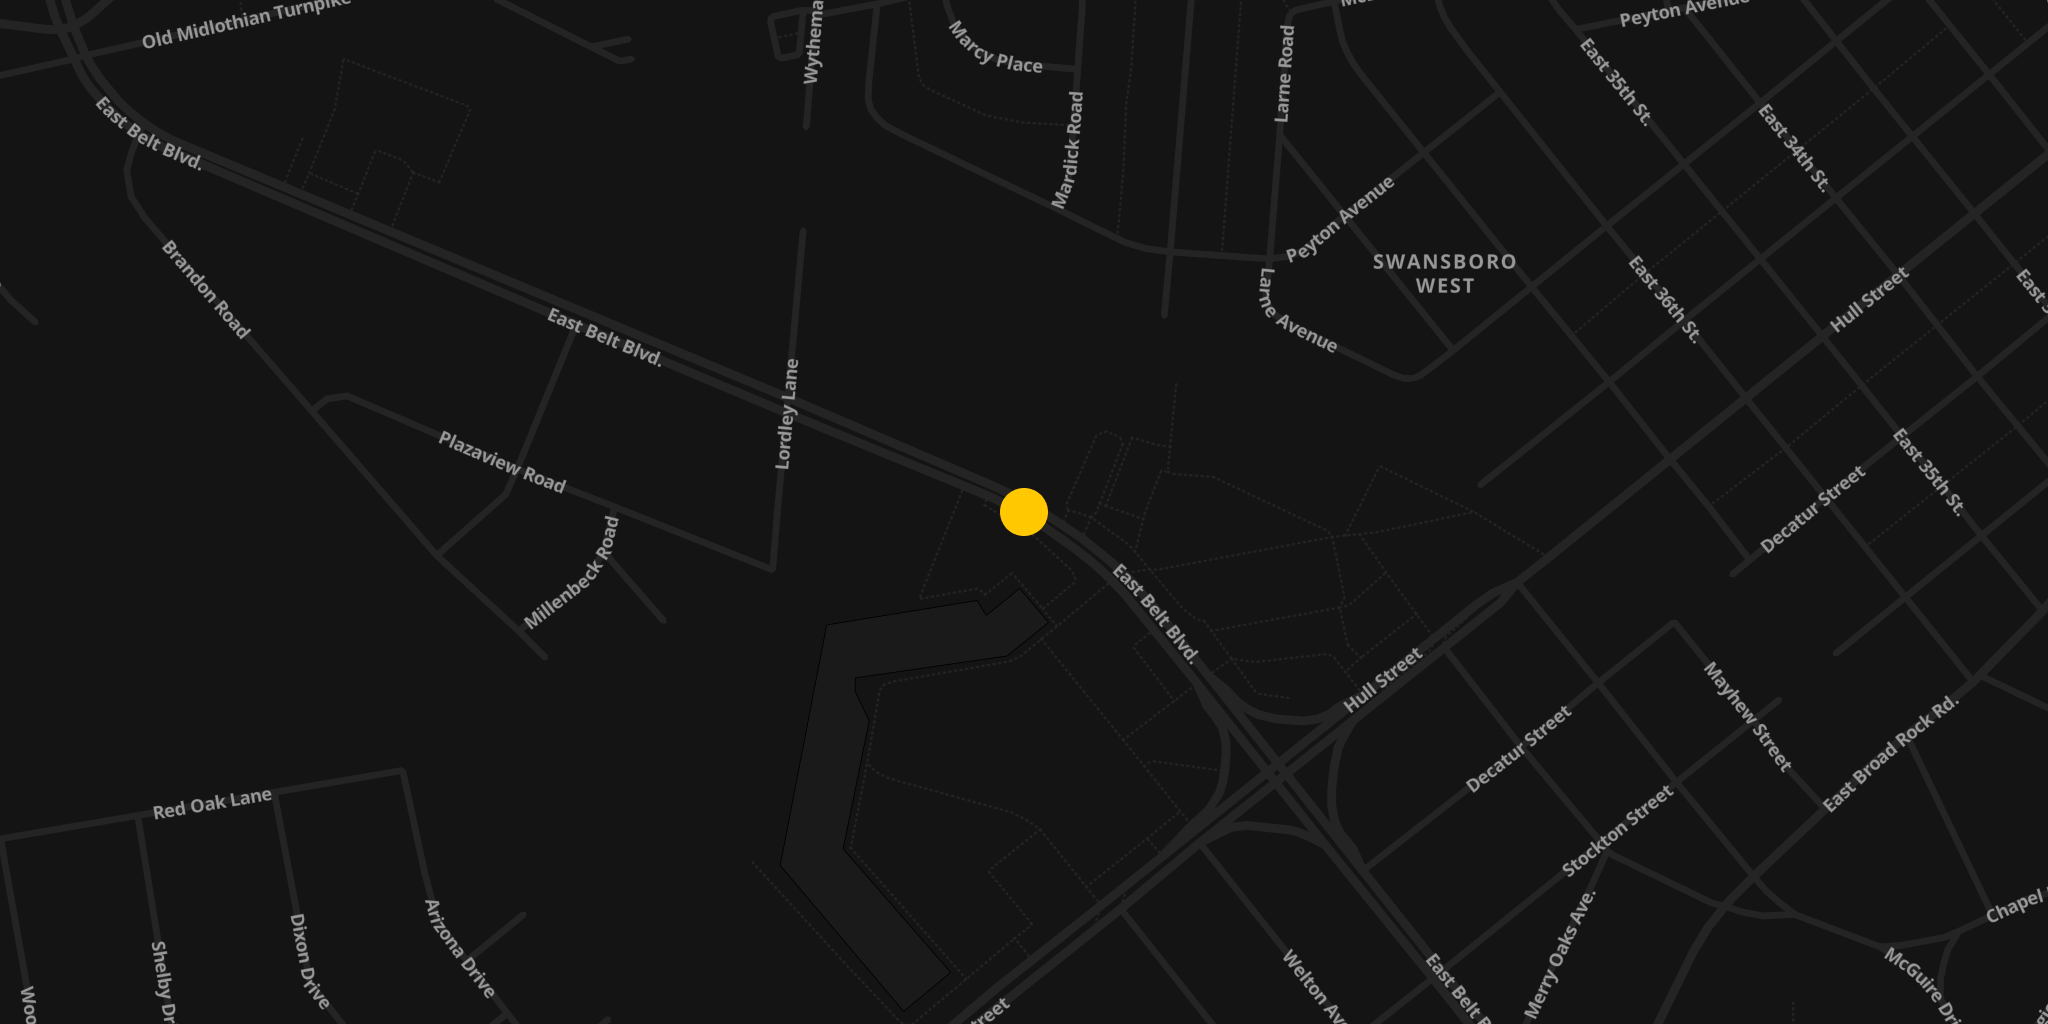 Old Midlothian Turnpike
Marcy Place
Mardick Road
Larne Road
Peyton Avenue
East 35th St.
East 34th St.
East Belt Blvd.
Brandon Road
East Belt Blvd.
Lordley Lane
Peyton Avenue
Larne Avenue
SWANSBORO
WEST
East 36th St.
Hull Street
East
Plazaview Road
Millenbeck Road
East Belt Blvd.
Decatur Street
East 35th St.
Hull Street
Decatur Street
Mayhew Street
East Broad Rock Rd.
Stockton Street
Red Oak Lane
Shelby Dr
Dixon Drive
Arizona Drive
Welton Av
East Belt B
Merry Oaks Ave.
McGuire Dri
Chapel